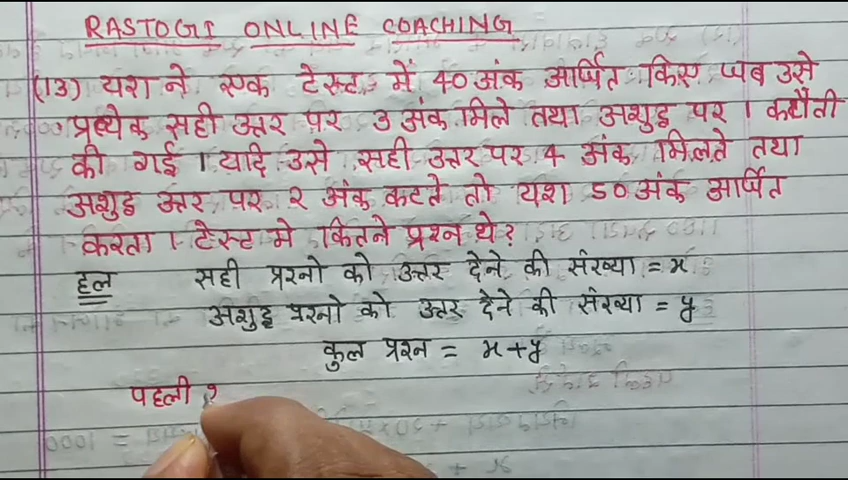 RASTOGI ONLINE COACHING
(13) यश ने एक टेस्ट में 40 अंक अर्जित किए जब उसे
प्रत्येक सही उत्तर पर 3 अंक मिले तथा अशुद्ध पर 1 कटौती
की गई । यदि उसे सही उत्तर पर 4 अंक मिलते तथा
अशुद्ध उत्तर पर 2 अंक कटते तो यश 50 अंक अर्जित
करता । टेस्ट मे कितने प्रश्न थे ?
हल सही प्रश्नो को उत्तर देने की संख्या = x
अशुद्ध प्रश्नो को उत्तर देने की संख्या = y
कुल प्रश्न = x + y
पहली